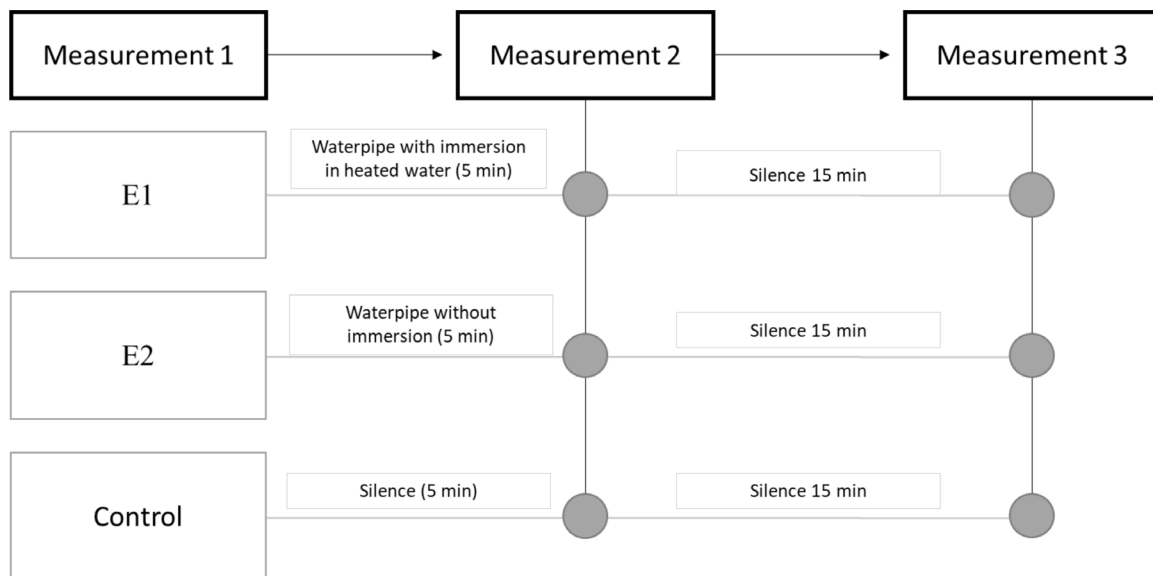 Measurement 1
Measurement 2
Measurement 3
E1
Waterpipe with immersion
in heated water (5 min)
Silence 15 min
E2
Waterpipe without
immersion (5 min)
Silence 15 min
Control
Silence (5 min)
Silence 15 min